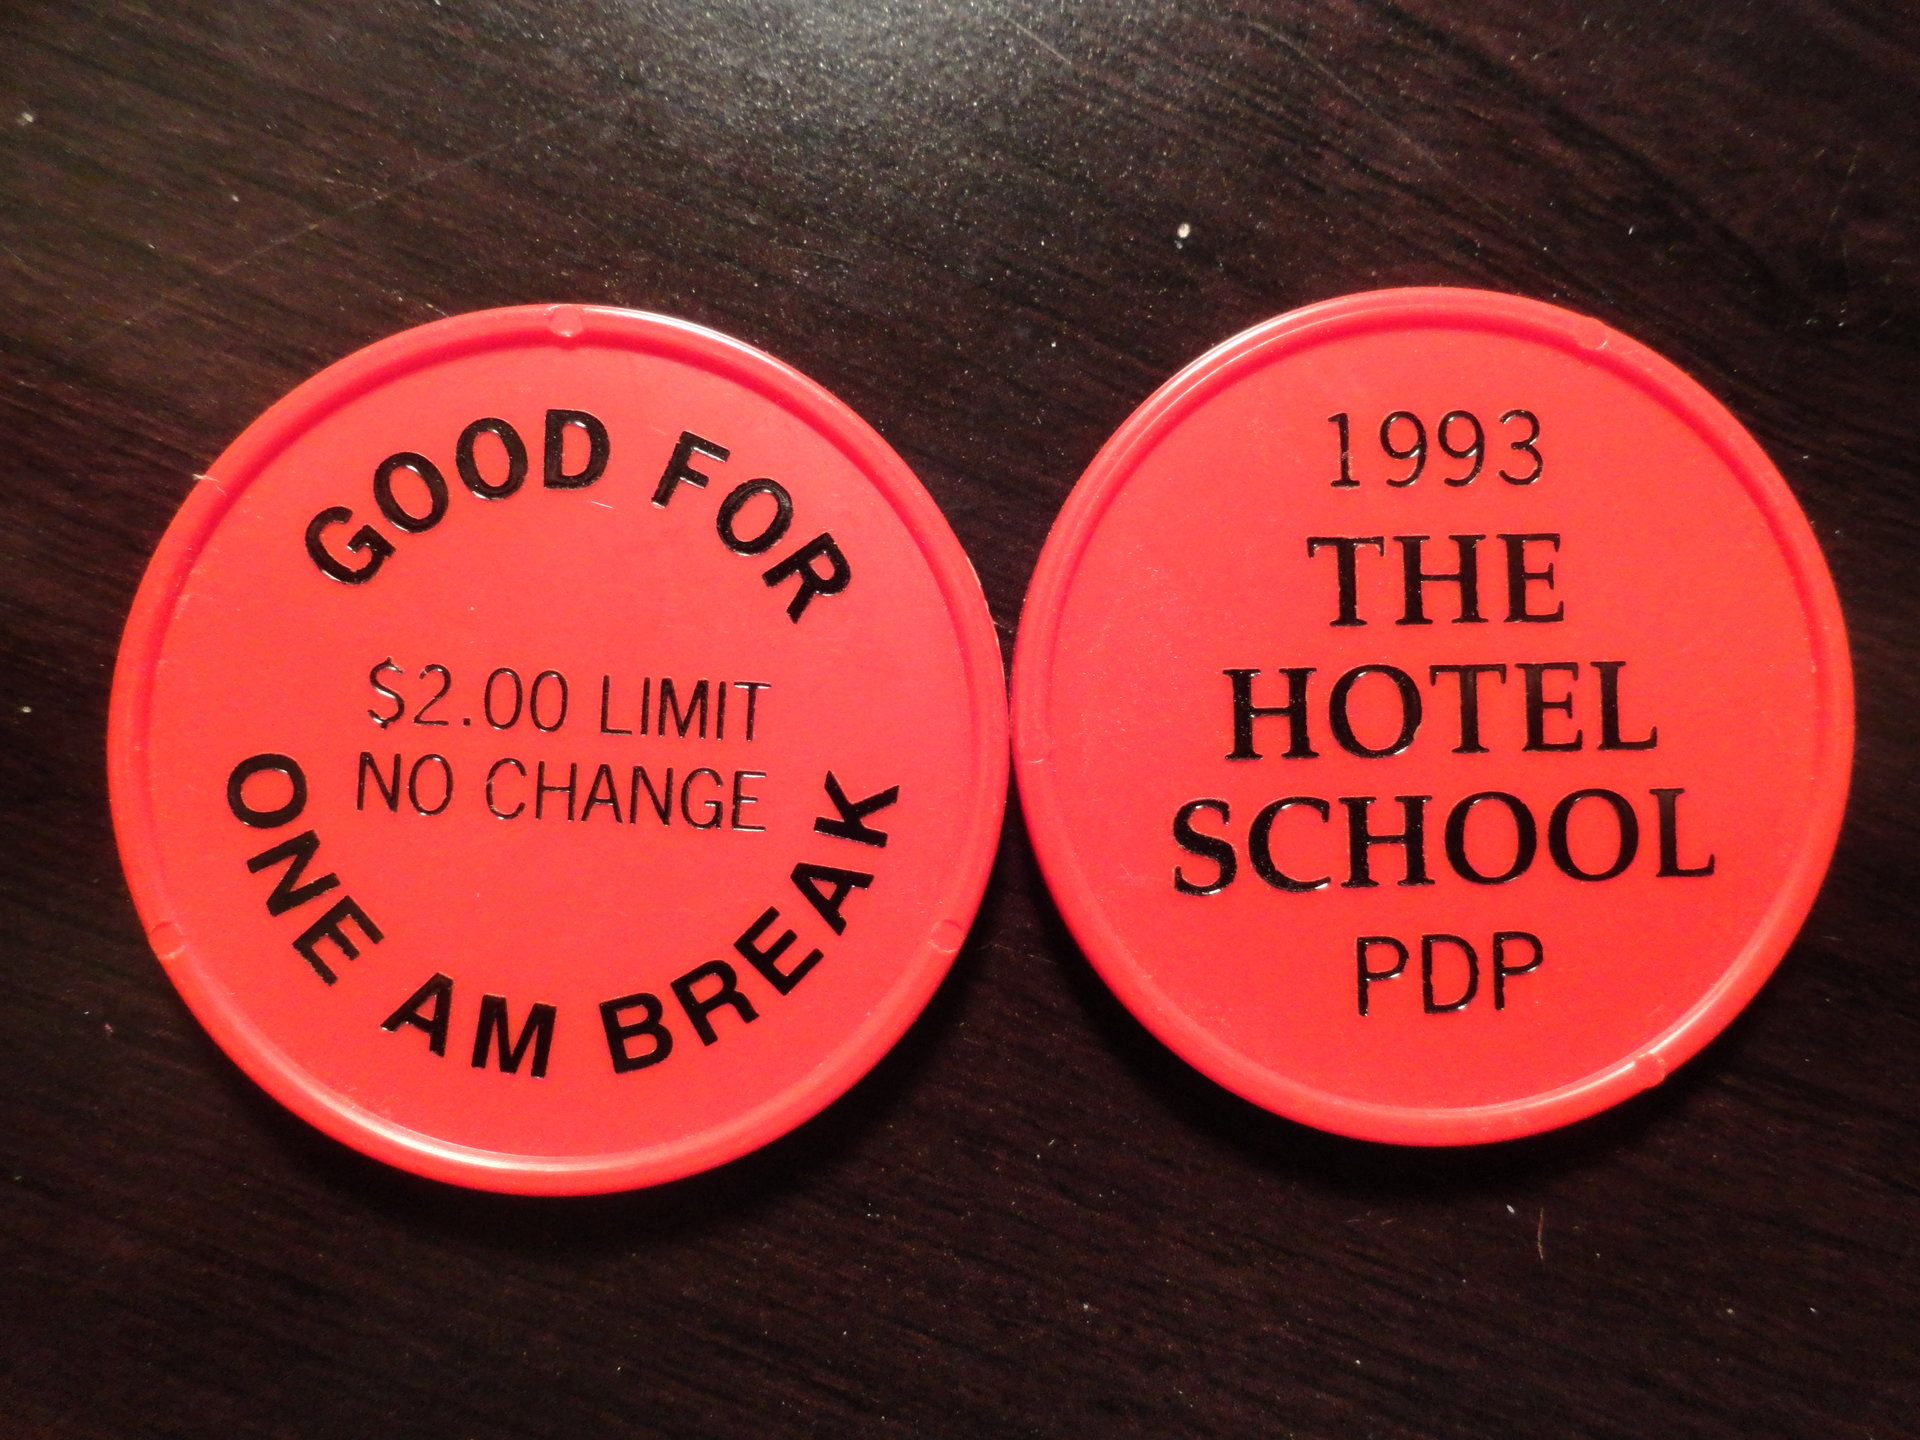 GOOD FOR
$2.00 LIMIT
NO CHANGE
ONE AM BREAK
1993
THE
HOTEL
SCHOOL
PDP